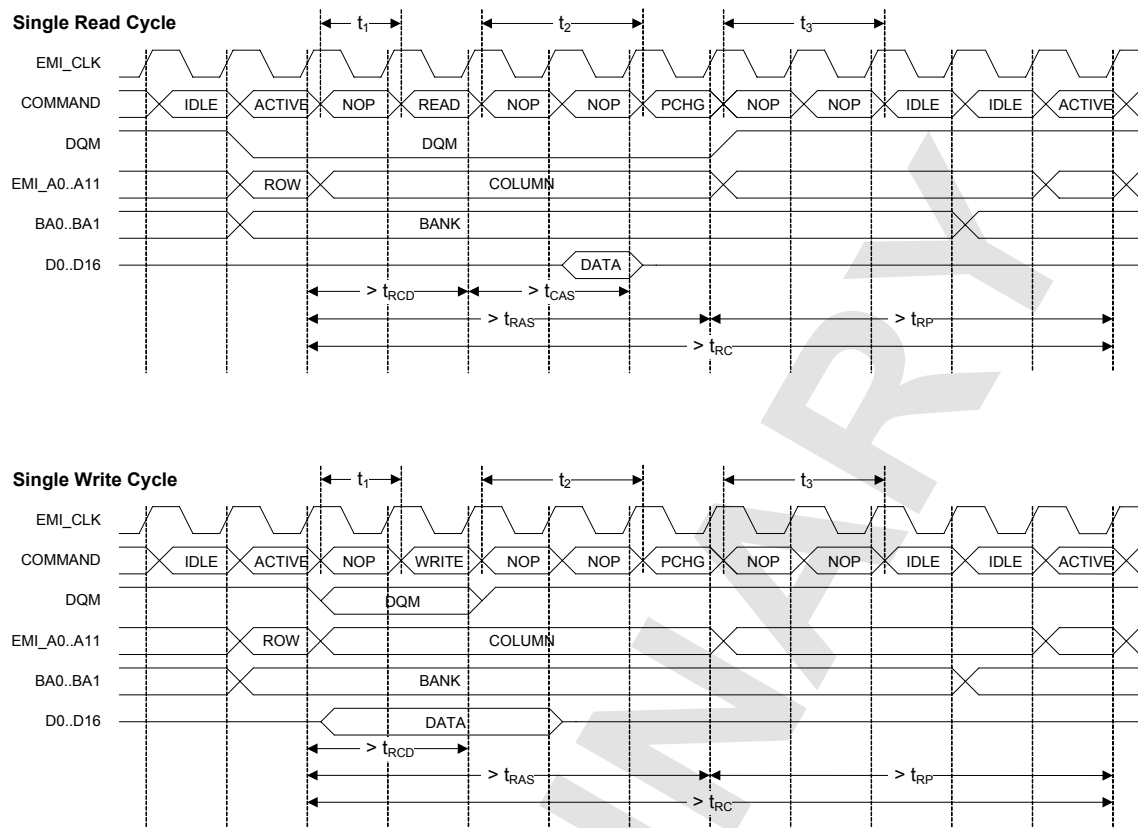 Single Read Cycle
t1 t2 t3
EMI_CLK
COMMAND IDLE ACTIVE NOP READ NOP NOP PCHG NOP NOP IDLE IDLE ACTIVE
DQM DQM
EMI_A0..A11 ROW COLUMN
BA0..BA1 BANK
D0..D16 DATA
> tRCD > tCAS
> tRAS > tRP
> tRC
Single Write Cycle
t1 t2 t3
EMI_CLK
COMMAND IDLE ACTIVE NOP WRITE NOP NOP PCHG NOP NOP IDLE IDLE ACTIVE
DQM DQM
EMI_A0..A11 ROW COLUMN
BA0..BA1 BANK
D0..D16 DATA
> tRCD
> tRAS > tRP
> tRC